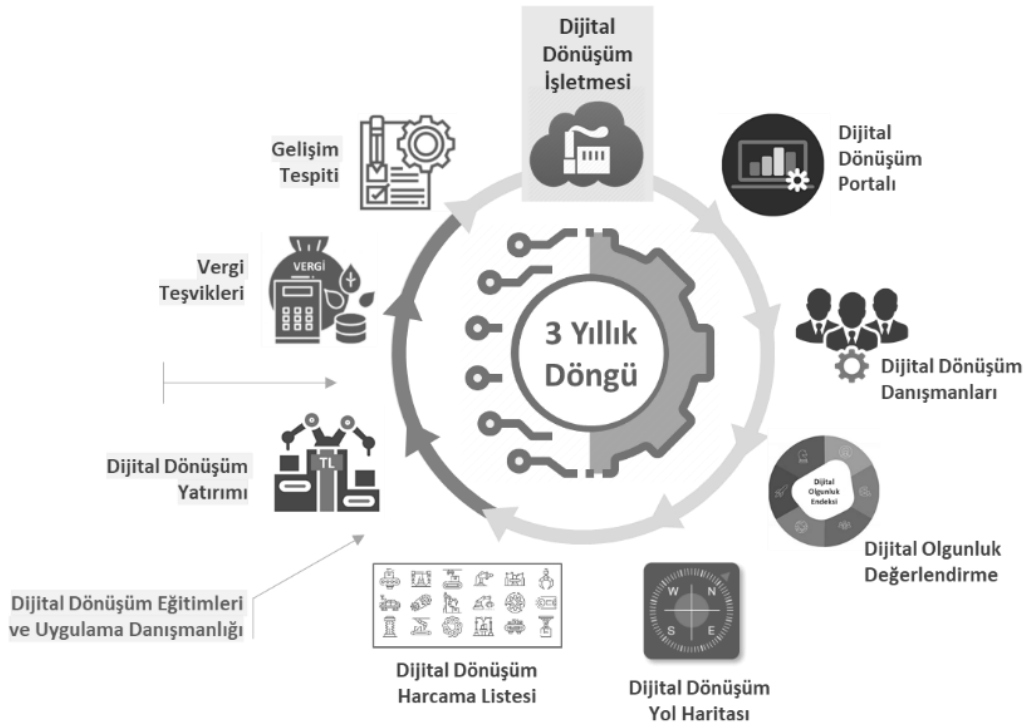 Dijital
Dönüşüm
İşletmesi
Dijital
Dönüşüm
Portalı
Dijital Dönüşüm
Danışmanları
Dijital
Olgunluk
Endeksi
Dijital Olgunluk
Değerlendirme
W
N
S
E
Dijital Dönüşüm
Yol Haritası
Dijital Dönüşüm
Harcama Listesi
Dijital Dönüşüm Eğitimleri
ve Uygulama Danışmanlığı
TL
Dijital Dönüşüm
Yatırımı
VERGİ
Vergi
Teşvikleri
Gelişim
Tespiti
3 Yıllık
Döngü